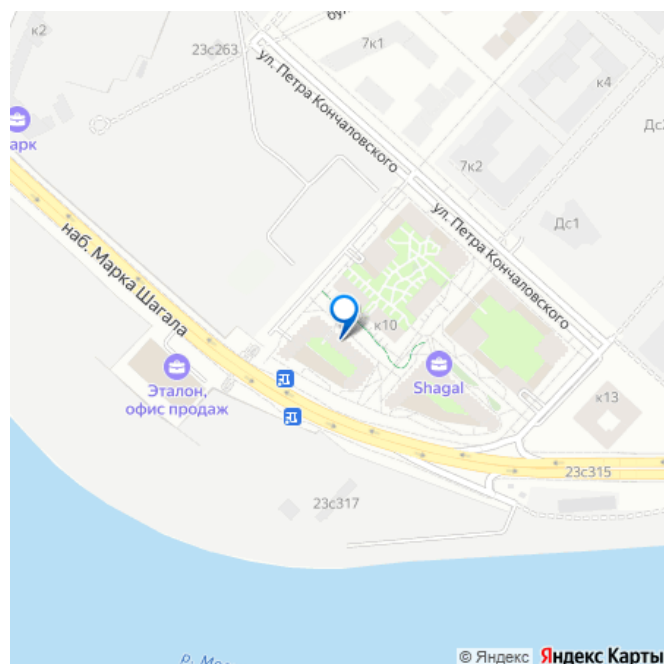 к2
23с263
7к1
к4
арк
ул. Петра Кончаловского
7к2
Дс1
ул. Петра Кончаловского
наб. Марка Шагала
к10
Shagal
Эталон,
офис продаж
к13
23с315
23с317
р. Мо
© Яндекс Яндекс Карты